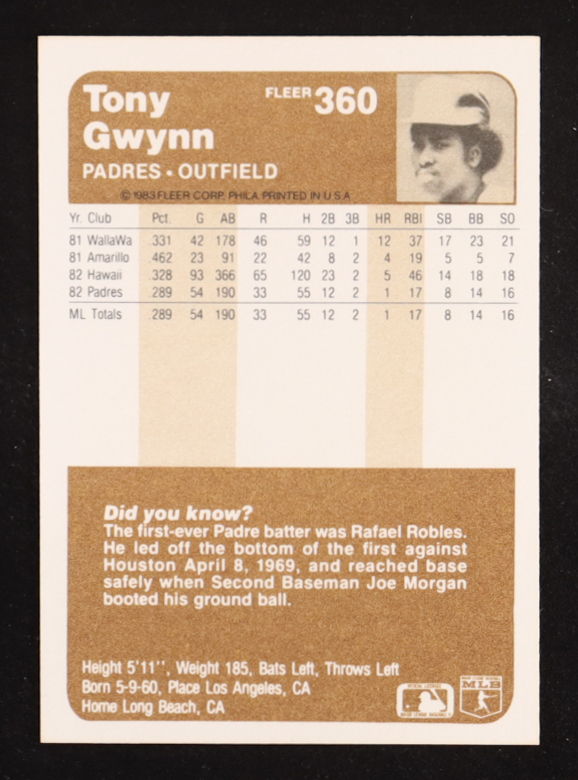 Tony
Gwynn
FLEER 360
PADRES • OUTFIELD
© 1983 FLEER CORP. PHILA. PRINTED IN U.S.A.
Yr. Club Pct. G AB R H 2B 3B HR RBI SB BB SO
81 WallaWa .331 42 178 46 59 12 1 12 37 17 23 21
81 Amarillo .462 23 91 22 42 8 2 4 19 5 5 7
82 Hawaii .328 93 366 65 120 23 2 5 46 14 18 18
82 Padres .289 54 190 33 55 12 2 1 17 8 14 16
ML Totals .289 54 190 33 55 12 2 1 17 8 14 16
Did you know?
The first-ever Padre batter was Rafael Robles.
He led off the bottom of the first against
Houston April 8, 1969, and reached base
safely when Second Baseman Joe Morgan
booted his ground ball.
Height 5'11'', Weight 185, Bats Left, Throws Left
Born 5-9-60, Place Los Angeles, CA
Home Long Beach, CA